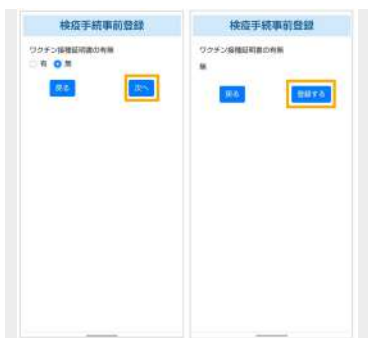 検疫手続事前登録
ワクチン接種証明書の有無
有 無
戻る 次へ
検疫手続事前登録
ワクチン接種証明書の有無
無
戻る 登録する